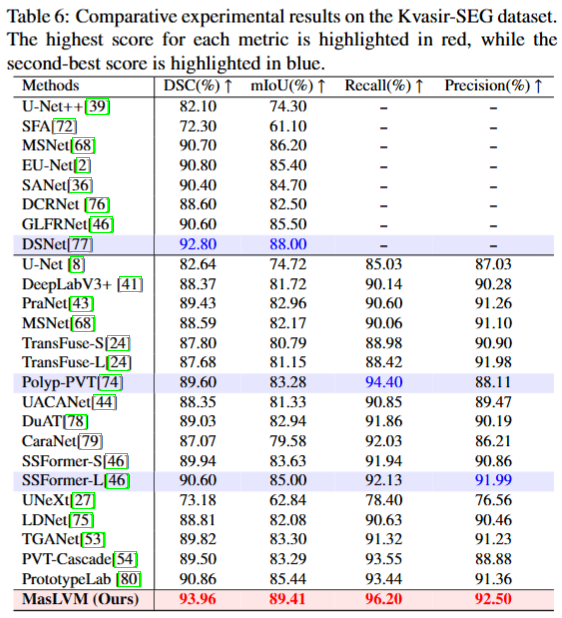 Table 6: Comparative experimental results on the Kvasir-SEG dataset.
The highest score for each metric is highlighted in red, while the
second-best score is highlighted in blue.
Methods DSC(%) ↑ mIoU(%) ↑ Recall(%) ↑ Precision(%) ↑
U-Net++[39] 82.10 74.30 – –
SFA[72] 72.30 61.10 – –
MSNet[68] 90.70 86.20 – –
EU-Net[2] 90.80 85.40 – –
SANet[36] 90.40 84.70 – –
DCRNet [76] 88.60 82.50 – –
GLFRNet[46] 90.60 85.50 – –
DSNet[77] 92.80 88.00 – –
U-Net [8] 82.64 74.72 85.03 87.03
DeepLabV3+ [41] 88.37 81.72 90.14 90.28
PraNet[43] 89.43 82.96 90.60 91.26
MSNet[68] 88.59 82.17 90.06 91.10
TransFuse-S[24] 87.80 80.79 88.98 90.90
TransFuse-L[24] 87.68 81.15 88.42 91.98
Polyp-PVT[74] 89.60 83.28 94.40 88.11
UACANet[44] 88.35 81.33 90.85 89.47
DuAT[78] 89.03 82.94 91.86 90.19
CaraNet[79] 87.07 79.58 92.03 86.21
SSFormer-S[46] 89.94 83.63 91.94 90.86
SSFormer-L[46] 90.60 85.00 92.13 91.99
UNeXt[27] 73.18 62.84 78.40 76.56
LDNet[75] 88.81 82.08 90.63 90.46
TGANet[53] 89.82 83.30 91.32 91.23
PVT-Cascade[54] 89.50 83.29 93.55 88.88
PrototypeLab [80] 90.86 85.44 93.44 91.36
MasLVM (Ours) 93.96 89.41 96.20 92.50